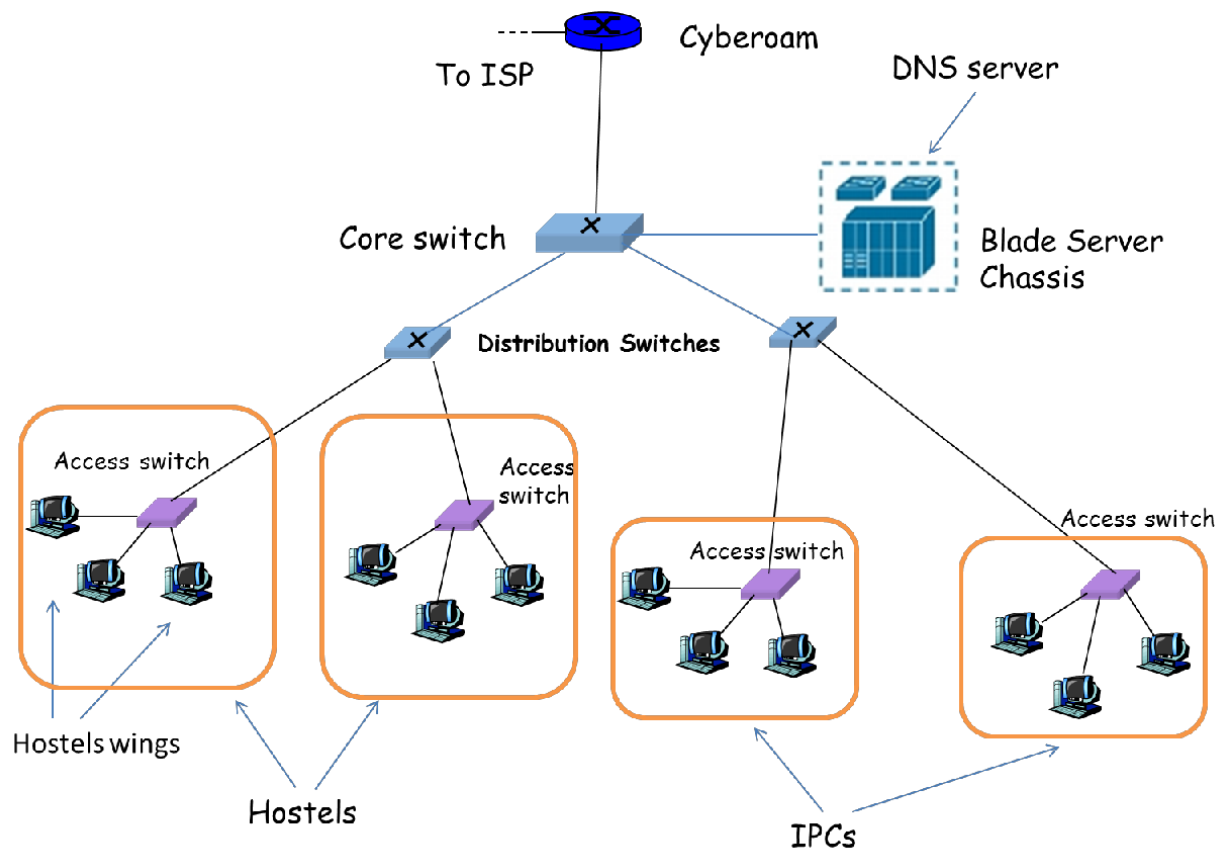 Cyberoam
To ISP
DNS server
Core switch
Blade Server
Chassis
Distribution Switches
Access switch
Access
switch
Access switch
Access switch
Hostels wings
Hostels
IPCs